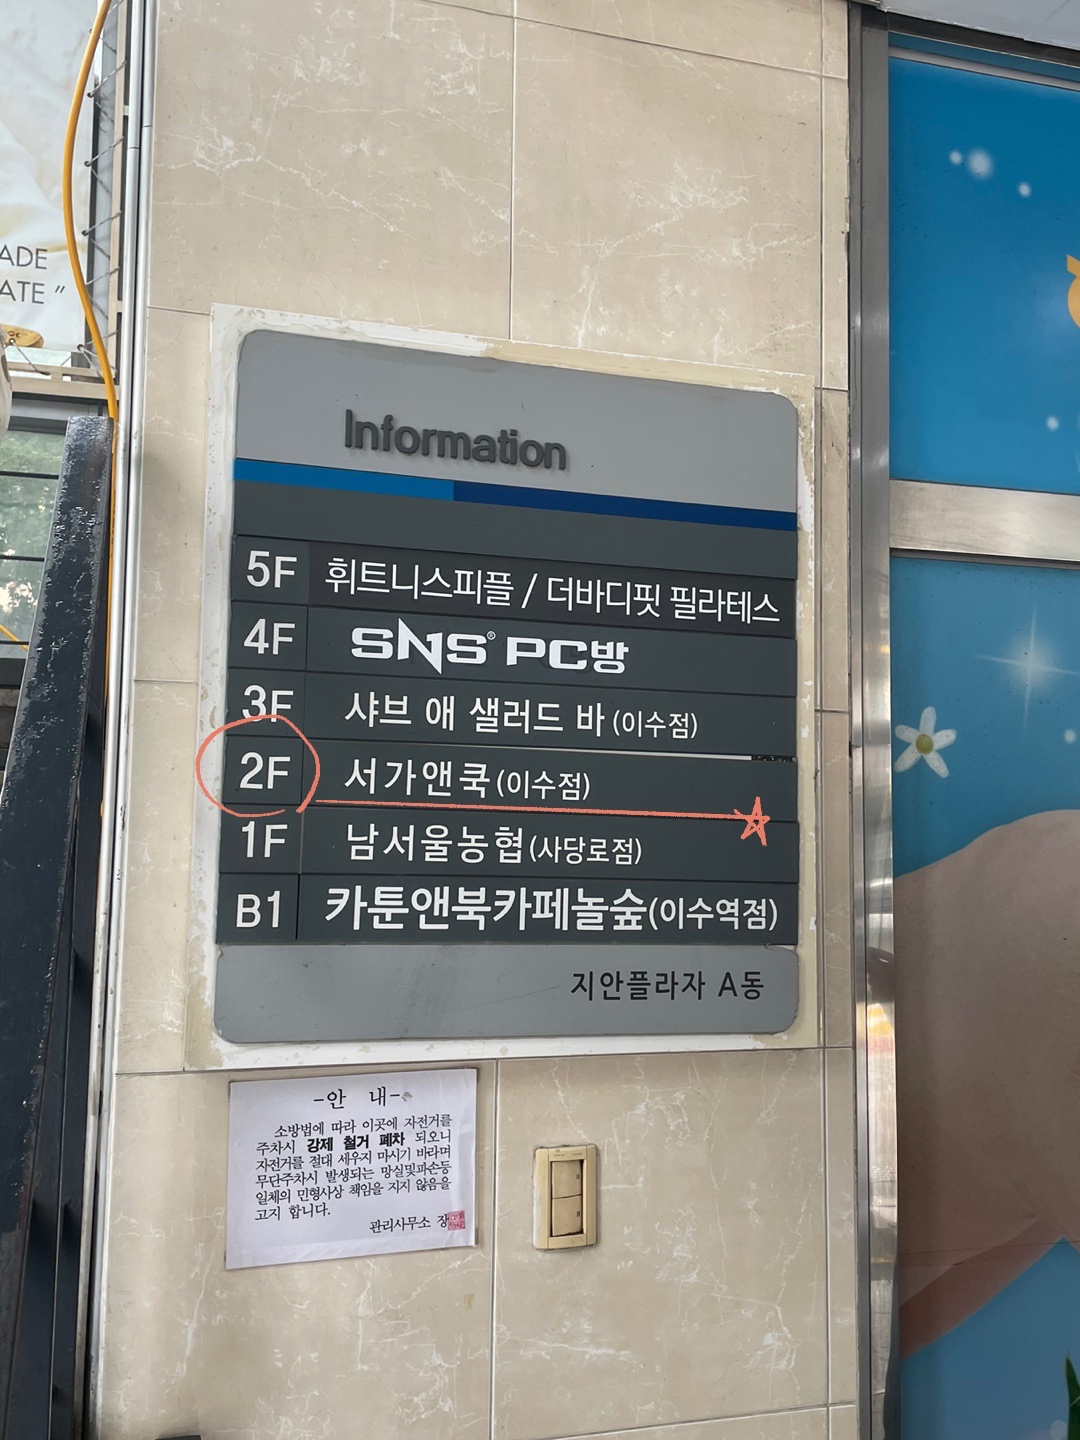 ADE
ATE "
Information
5F 휘트니스피플 / 더바디핏 필라테스
4F SNS® PC방
3F 샤브 애 샐러드 바 (이수점)
2F 서가앤쿡 (이수점)
1F 남서울농협 (사당로점)
B1 카툰앤북카페놀숲(이수역점)
지안플라자 A동
-안 내-
소방법에 따라 이곳에 자전거를
주차시 강제 철거 폐차 되오니
자전거를 절대 세우지 마시기 바라며
무단주차시 발생되는 망실및파손등
일체의 민형사상 책임을 지지 않음을
고지 합니다.
관리사무소 장